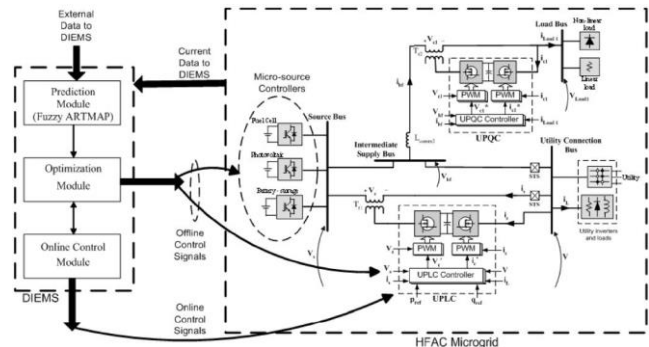 External
Data to
DIEMS
Current
Data to
DIEMS
Prediction
Module
(Fuzzy ARTMAP)
Optimization
Module
Online Control
Module
DIEMS
Offline
Control
Signals
Online
Control
Signals
Micro-source
Controllers
Fuel Cell
Photovoltaic
Battery - storage
Source Bus
Intermediate
Supply Bus
Load Bus
Non-linear
load
Linear
load
PWM
PWM
UPQC Controller
UPQC
Utility Connection
Bus
STS
STS
Utility
Utility inverters
and loads
PWM
PWM
UPLC Controller
UPLC
HFAC Microgrid